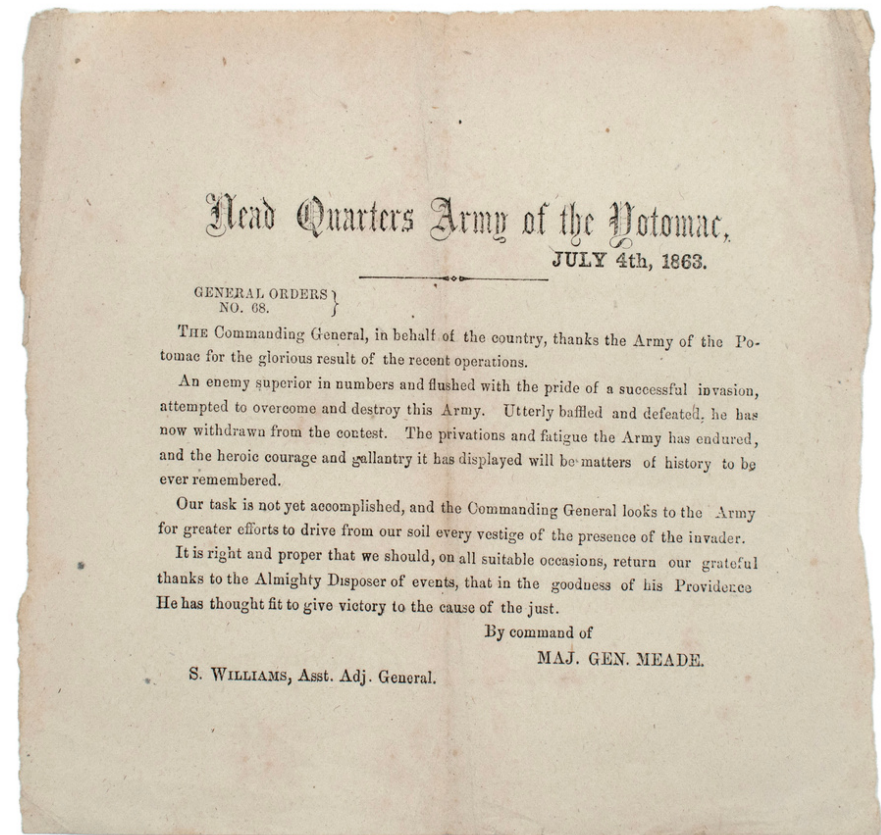 Head Quarters Army of the Potomac,
JULY 4th, 1863.
GENERAL ORDERS }
NO. 68.
THE Commanding General, in behalf of the country, thanks the Army of the Po-
tomac for the glorious result of the recent operations.
An enemy superior in numbers and flushed with the pride of a successful invasion,
attempted to overcome and destroy this Army. Utterly baffled and defeated, he has
now withdrawn from the contest. The privations and fatigue the Army has endured,
and the heroic courage and gallantry it has displayed will be matters of history to be
ever remembered.
Our task is not yet accomplished, and the Commanding General looks to the Army
for greater efforts to drive from our soil every vestige of the presence of the invader.
It is right and proper that we should, on all suitable occasions, return our grateful
thanks to the Almighty Disposer of events, that in the goodness of his Providence
He has thought fit to give victory to the cause of the just.
By command of
MAJ. GEN. MEADE.
S. WILLIAMS, Asst. Adj. General.